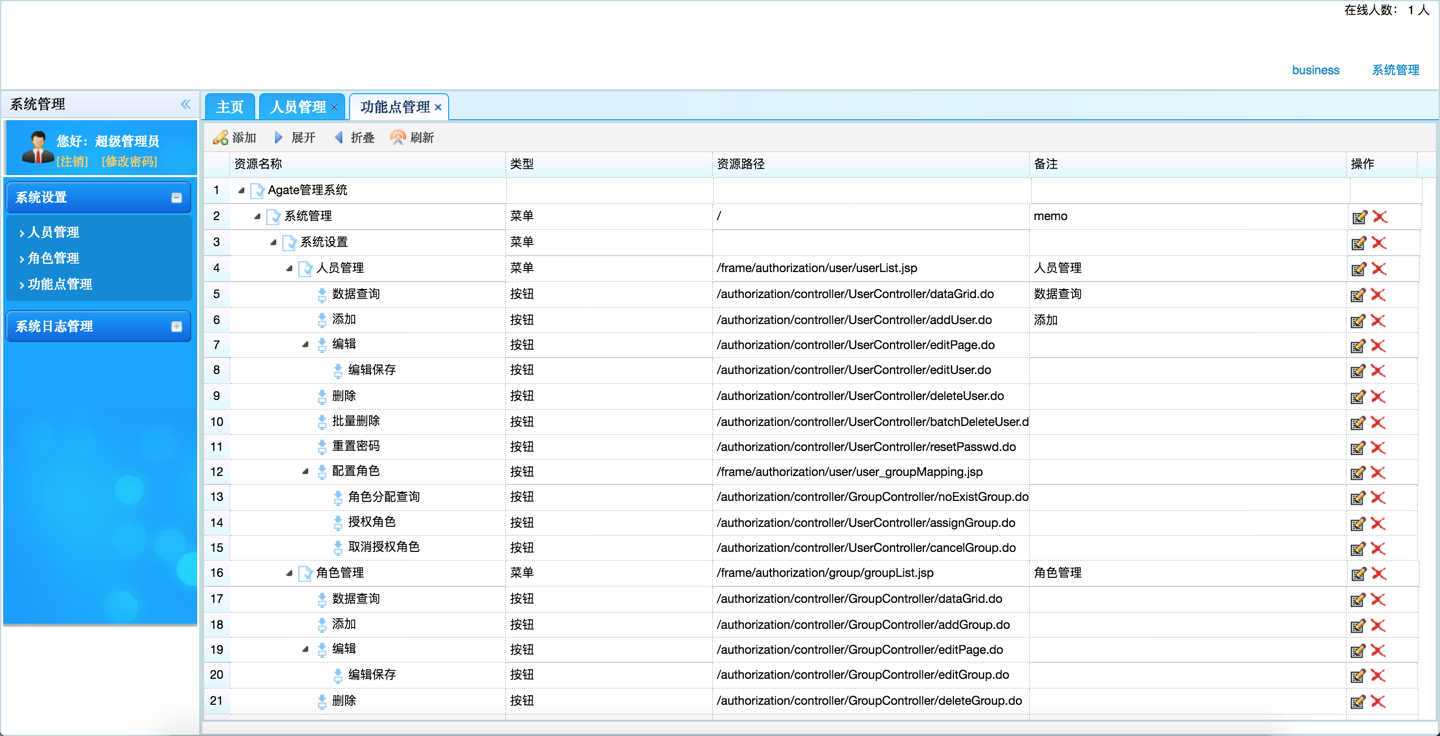 在线人数： 1 人
business 系统管理
系统管理
主页 人员管理 功能点管理
您好：超级管理员
[注销] [修改密码]
系统设置
人员管理
角色管理
功能点管理
系统日志管理
添加 展开 折叠 刷新
资源名称 类型 资源路径 备注 操作
1 Agate管理系统
2 系统管理 菜单 / memo
3 系统设置 菜单
4 人员管理 菜单 /frame/authorization/user/userList.jsp 人员管理
5 数据查询 按钮 /authorization/controller/UserController/dataGrid.do 数据查询
6 添加 按钮 /authorization/controller/UserController/addUser.do 添加
7 编辑 按钮 /authorization/controller/UserController/editPage.do
8 编辑保存 按钮 /authorization/controller/UserController/editUser.do
9 删除 按钮 /authorization/controller/UserController/deleteUser.do
10 批量删除 按钮 /authorization/controller/UserController/batchDeleteUser.d
11 重置密码 按钮 /authorization/controller/UserController/resetPasswd.do
12 配置角色 按钮 /frame/authorization/user/user_groupMapping.jsp
13 角色分配查询 按钮 /authorization/controller/GroupController/noExistGroup.do
14 授权角色 按钮 /authorization/controller/UserController/assignGroup.do
15 取消授权角色 按钮 /authorization/controller/UserController/cancelGroup.do
16 角色管理 菜单 /frame/authorization/group/groupList.jsp 角色管理
17 数据查询 按钮 /authorization/controller/GroupController/dataGrid.do
18 添加 按钮 /authorization/controller/GroupController/addGroup.do
19 编辑 按钮 /authorization/controller/GroupController/editPage.do
20 编辑保存 按钮 /authorization/controller/GroupController/editGroup.do
21 删除 按钮 /authorization/controller/GroupController/deleteGroup.do